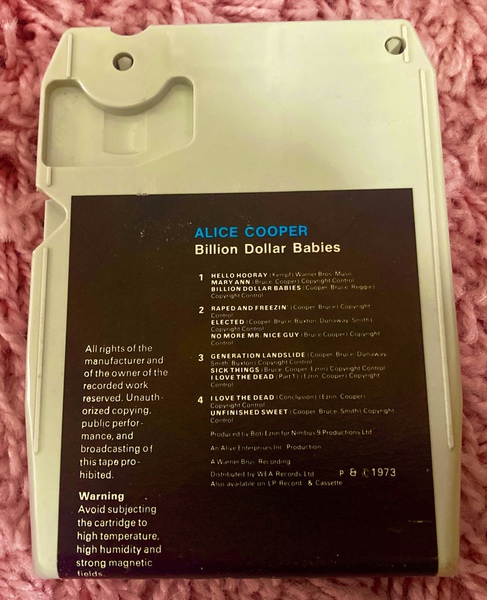 ALICE COOPER
Billion Dollar Babies
1 HELLO HOORAY (Kempf) Warner Bros. Music
MARY ANN (Bruce, Cooper) Copyright Control
BILLION DOLLAR BABIES (Cooper, Bruce, Reggie)
Copyright Control
2 RAPED AND FREEZIN' (Cooper, Bruce) Copyright
Control
ELECTED (Cooper, Bruce, Buxton, Dunaway, Smith)
Copyright Control
NO MORE MR. NICE GUY (Cooper, Bruce) Copyright
Control
3 GENERATION LANDSLIDE (Cooper, Bruce, Dunaway,
Smith, Buxton) Copyright Control
SICK THINGS (Bruce, Cooper, Ezrin) Copyright Control
I LOVE THE DEAD (Part 1) (Ezrin, Cooper) Copyright
Control
4 I LOVE THE DEAD (Conclusion) (Ezrin, Cooper)
Copyright Control
UNFINISHED SWEET (Cooper, Bruce, Smith) Copyright
Control
Produced by Bob Ezrin for Nimbus 9 Productions Ltd.
An Alive Enterprises Inc. Production
A Warner Bros. Recording
Distributed by WEA Records Ltd. P & © 1973
Also available on LP Record & Cassette
All rights of the
manufacturer and
of the owner of the
recorded work
reserved. Unauth-
orized copying,
public perfor-
mance, and
broadcasting of
this tape pro-
hibited.
Warning
Avoid subjecting
the cartridge to
high temperature,
high humidity and
strong magnetic
fields.